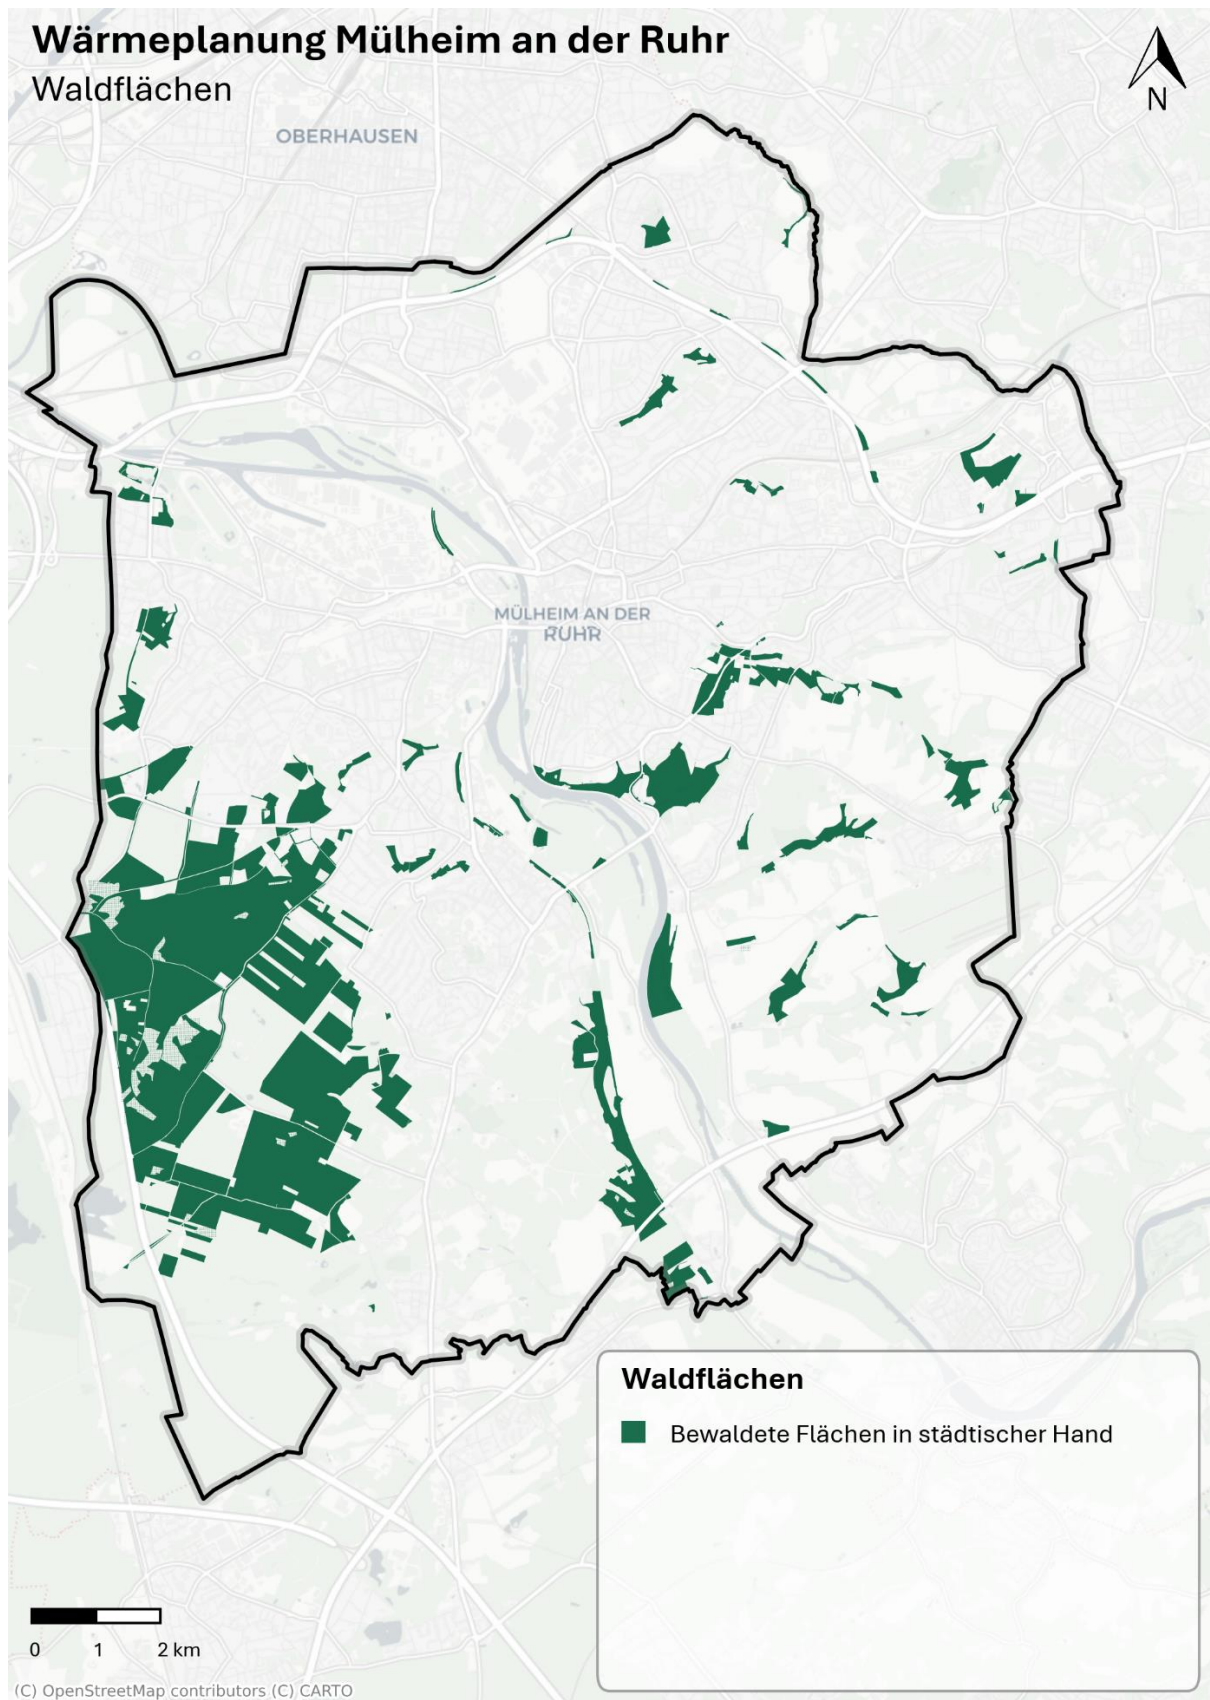 Wärmeplanung Mülheim an der Ruhr
Waldflächen
N
OBERHAUSEN
MÜLHEIM AN DER
RUHR
Waldflächen
Bewaldete Flächen in städtischer Hand
0 1 2 km
(C) OpenStreetMap contributors (C) CARTO